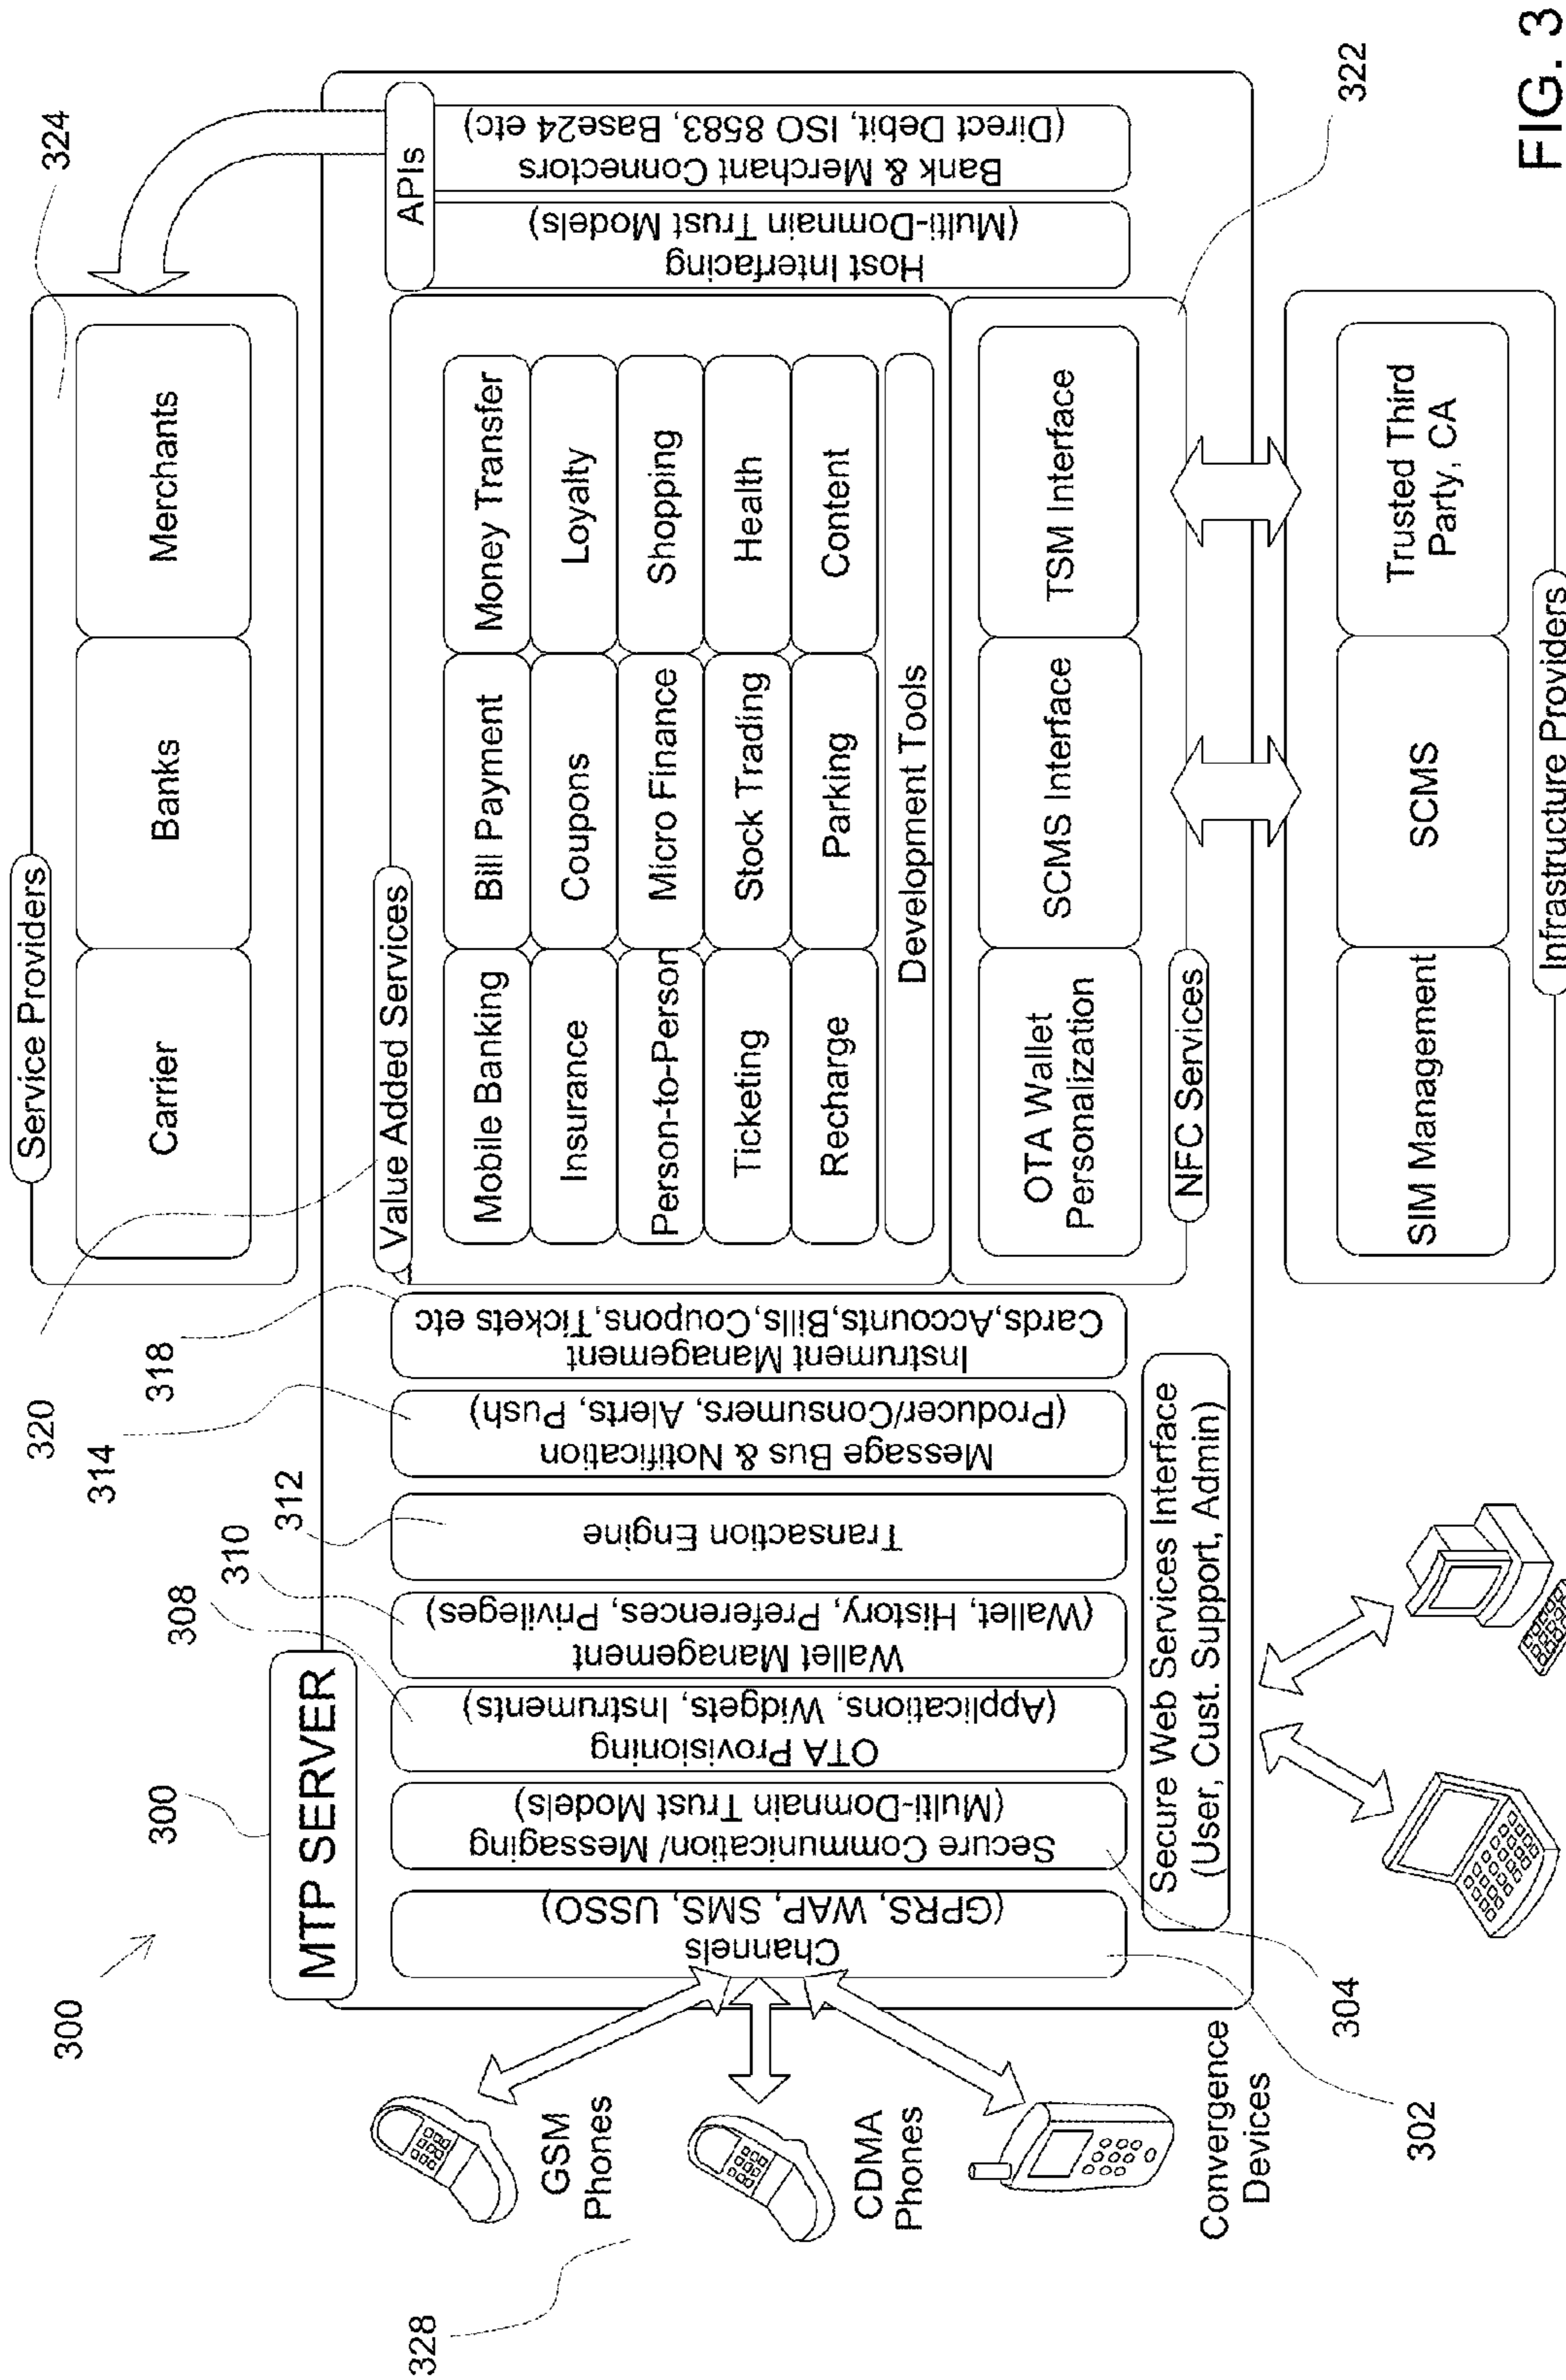 300
328
GSM
Phones
CDMA
Phones
Convergence
Devices
302
304
300
MTP SERVER
308
310
312
314
318
320
Channels
(GPRS, WAP, SMS, USSO)
Secure Communication/ Messaging
(Multi-Domnain Trust Models)
OTA Provisioning
(Applications, Widgets, Instruments)
Wallet Management
(Wallet, History, Preferences, Privileges)
Transaction Engine
Message Bus & Notification
(Producer/Consumers, Alerts, Push)
Instrument Management
Cards,Accounts,Bills,Coupons,Tickets etc
Secure Web Services Interface
(User, Cust. Support, Admin)
Service Providers
Carrier
Banks
Merchants
324
Value Added Services
Mobile Banking
Bill Payment
Money Transfer
Insurance
Coupons
Loyalty
Person-to-Person
Micro Finance
Shopping
Ticketing
Stock Trading
Health
Recharge
Parking
Content
Development Tools
OTA Wallet
Personalization
SCMS Interface
TSM Interface
NFC Services
322
APIs
Host Interfacing
(Multi-Domnain Trust Models)
Bank & Merchant Connectors
(Direct Debit, ISO 8583, Base24 etc)
SIM Management
SCMS
Trusted Third
Party, CA
Infrastructure Providers
FIG. 3